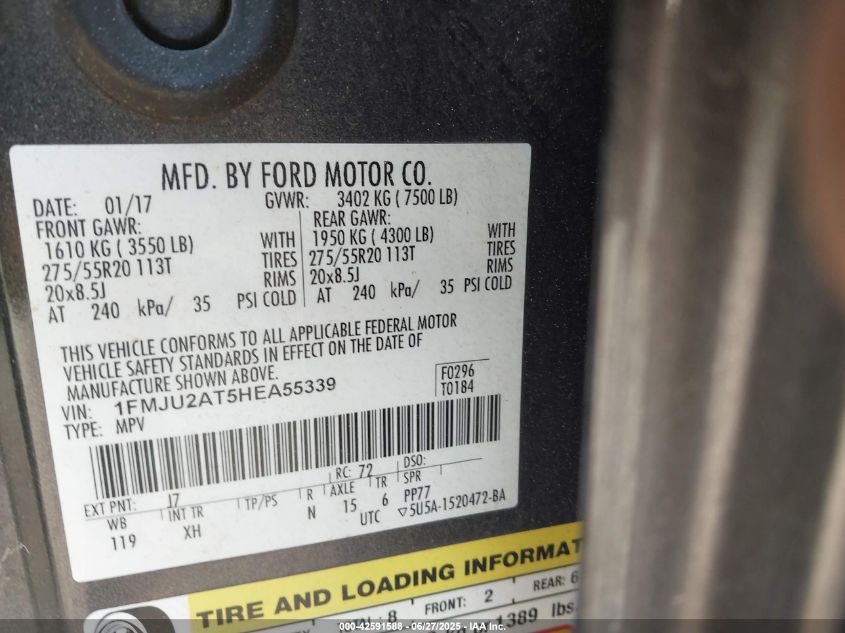 MFD. BY FORD MOTOR CO.
DATE: 01/17 GVWR: 3402 KG ( 7500 LB)
FRONT GAWR: REAR GAWR:
1610 KG ( 3550 LB) WITH 1950 KG ( 4300 LB) WITH
275/55R20 113T TIRES 275/55R20 113T TIRES
20x8.5J RIMS 20x8.5J RIMS
AT 240 kPa/ 35 PSI COLD AT 240 kPa/ 35 PSI COLD
THIS VEHICLE CONFORMS TO ALL APPLICABLE FEDERAL MOTOR
VEHICLE SAFETY STANDARDS IN EFFECT ON THE DATE OF
MANUFACTURE SHOWN ABOVE.
F0296
VIN: 1FMJU2AT5HEA55339 T0184
TYPE: MPV
RC: 72 DSO:
EXT PNT: J7
WB INT TR TP/PS R AXLE TR SPR
119 XH N 15 6 PP77
UTC ▽5U5A-1520472-BA
TIRE AND LOADING INFORMAT
8 FRONT: 2 REAR: 6
1389 lbs.
000-42591588 - 06/27/2025 - IAA Inc.